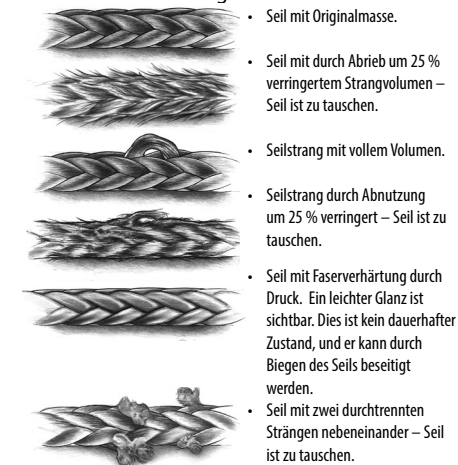 • Seil mit Originalmasse.
• Seil mit durch Abrieb um 25 %
verringertem Strangvolumen –
Seil ist zu tauschen.
• Seilstrang mit vollem Volumen.
• Seilstrang durch Abnutzung
um 25 % verringert – Seil ist zu
tauschen.
• Seil mit Faserverhärtung durch
Druck. Ein leichter Glanz ist
sichtbar. Dies ist kein dauerhafter
Zustand, und er kann durch
Biegen des Seils beseitigt
werden.
• Seil mit zwei durchtrennten
Strängen nebeneinander – Seil
ist zu tauschen.